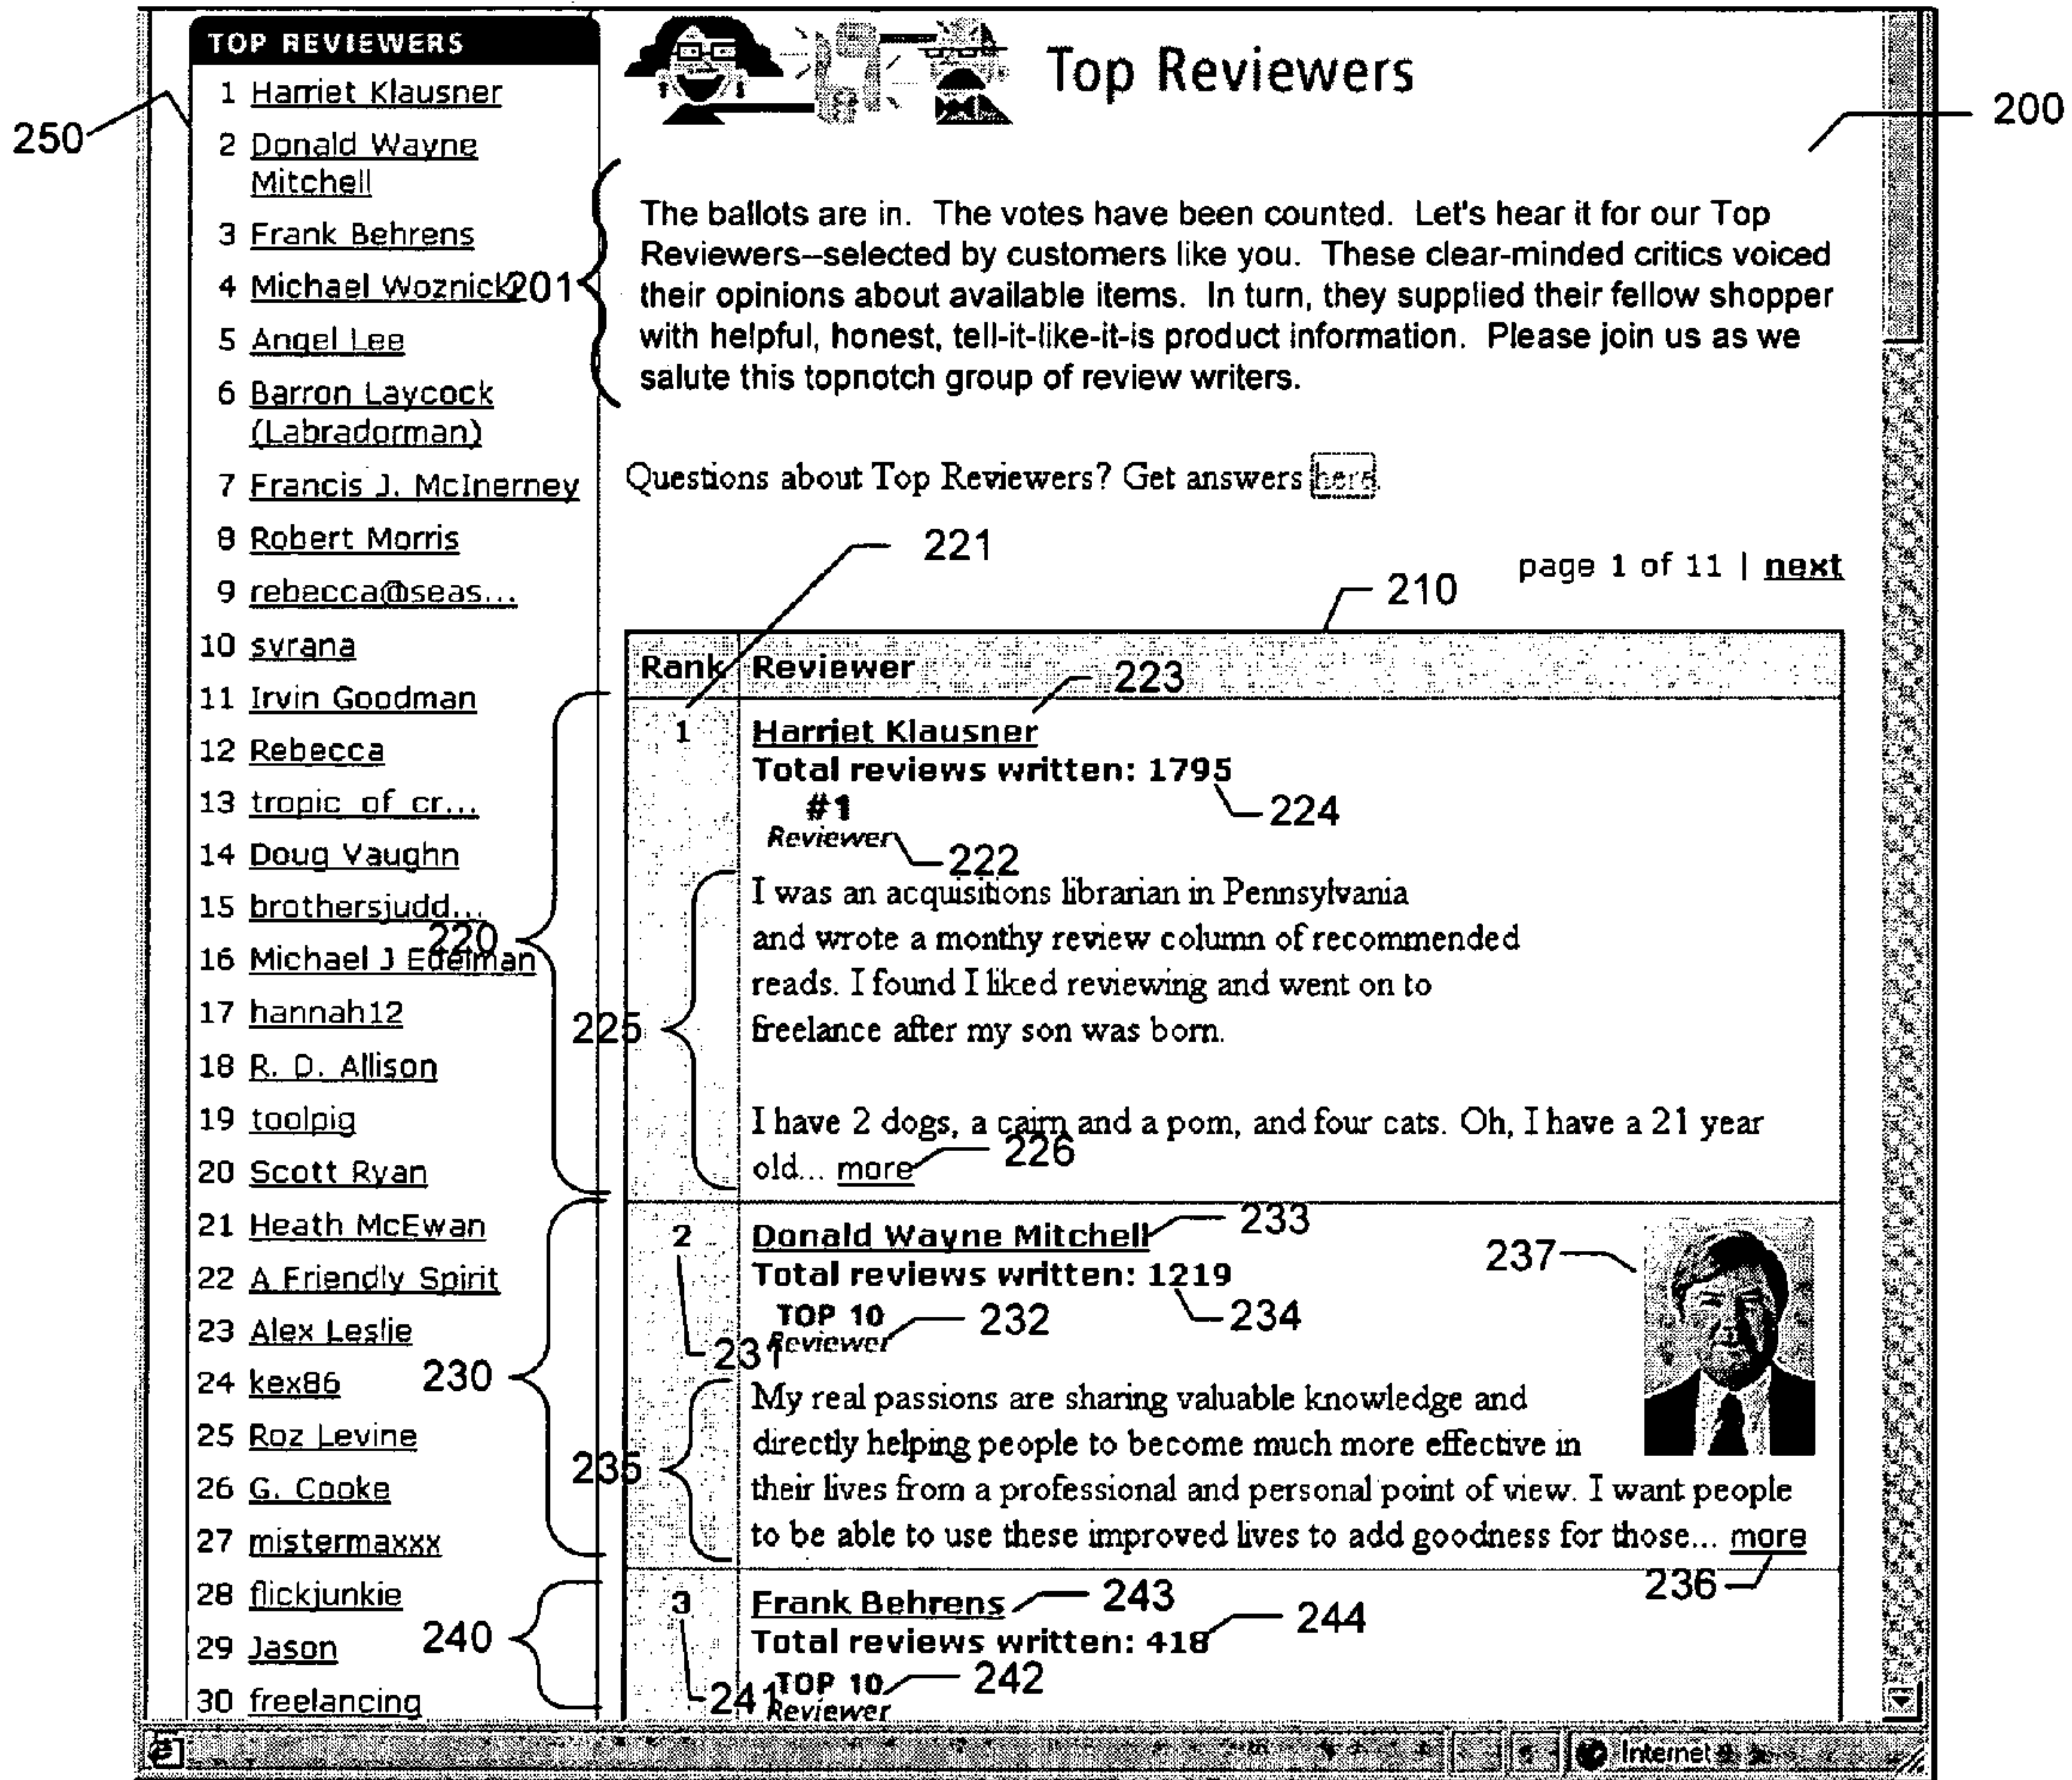 TOP REVIEWERS
1 Harriet Klausner
2 Donald Wayne
Mitchell
3 Frank Behrens
4 Michael Woznicki
5 Angel Lee
6 Barron Laycock
(Labradorman)
7 Francis J. McInerney
8 Robert Morris
9 rebecca@seas...
10 syrana
11 Irvin Goodman
12 Rebecca
13 tropic_of_cr...
14 Doug Vaughn
15 brothersjudd...
16 Michael J Edelman
17 hannah12
18 R. D. Allison
19 toolpig
20 Scott Ryan
21 Heath McEwan
22 A Friendly Spirit
23 Alex Leslie
24 kex86
25 Roz Levine
26 G. Cooke
27 mistermaxxx
28 flickjunkie
29 Jason
30 freelancing
250
201
220
230
240
Top Reviewers
200
The ballots are in. The votes have been counted. Let's hear it for our Top
Reviewers--selected by customers like you. These clear-minded critics voiced
their opinions about available items. In turn, they supplied their fellow shopper
with helpful, honest, tell-it-like-it-is product information. Please join us as we
salute this topnotch group of review writers.
Questions about Top Reviewers? Get answers here.
221
page 1 of 11 | next
210
Rank Reviewer
223
1 Harriet Klausner
Total reviews written: 1795
224
#1
Reviewer
222
I was an acquisitions librarian in Pennsylvania
and wrote a monthy review column of recommended
reads. I found I liked reviewing and went on to
freelance after my son was born.
225
I have 2 dogs, a cairn and a pom, and four cats. Oh, I have a 21 year
old... more
226
2 Donald Wayne Mitchell
233
237
Total reviews written: 1219
234
TOP 10
Reviewer
232
231
My real passions are sharing valuable knowledge and
directly helping people to become much more effective in
their lives from a professional and personal point of view. I want people
to be able to use these improved lives to add goodness for those... more
235
236
3 Frank Behrens
243
Total reviews written: 418
244
TOP 10
Reviewer
242
241
Internet